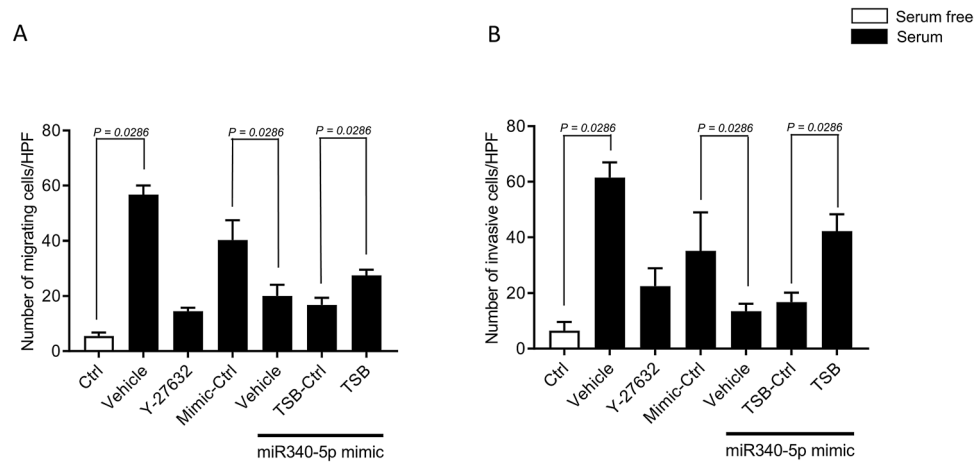 Serum free
Serum
A
Number of migrating cells/HPF
80
60
40
20
0
P = 0.0286
P = 0.0286
P = 0.0286
Ctrl
Vehicle
Y-27632
Mimic-Ctrl
Vehicle
TSB-Ctrl
TSB
miR340-5p mimic
B
Number of invasive cells/HPF
80
60
40
20
0
P = 0.0286
P = 0.0286
P = 0.0286
Ctrl
Vehicle
Y-27632
Mimic-Ctrl
Vehicle
TSB-Ctrl
TSB
miR340-5p mimic